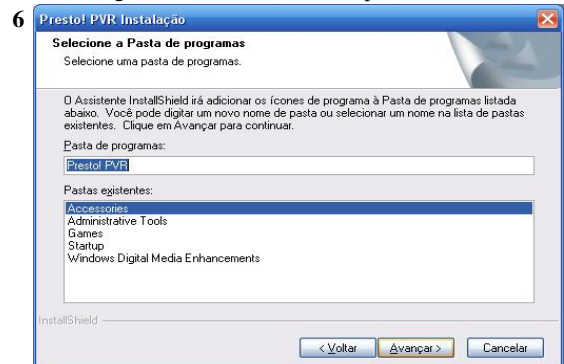 6
Presto! PVR Instalação
Selecione a Pasta de programas
Selecione uma pasta de programas.
O Assistente InstallShield irá adicionar os ícones de programa à Pasta de programas listada
abaixo. Você pode digitar um novo nome de pasta ou selecionar um nome na lista de pastas
existentes. Clique em Avançar para continuar.
Pasta de programas:
Presto! PVR
Pastas existentes:
Accessories
Administrative Tools
Games
Startup
Windows Digital Media Enhancements
InstallShield
< Voltar Avançar > Cancelar